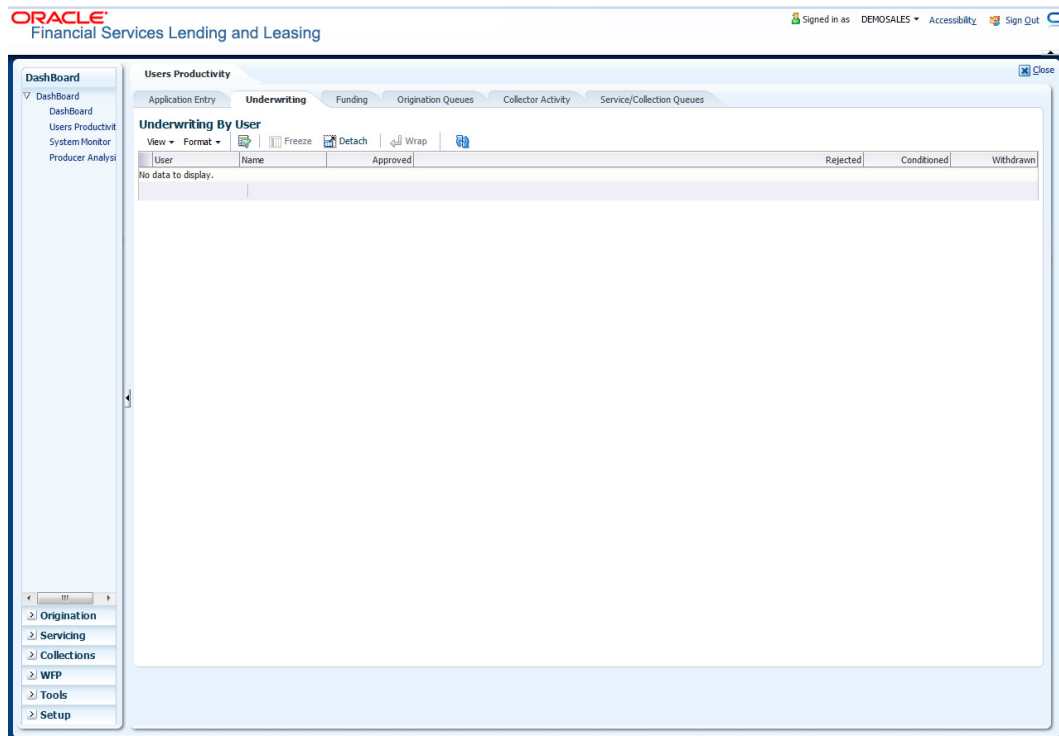 ORACLE
Financial Services Lending and Leasing
Signed in as DEMOSALES Accessibility Sign Out
DashBoard
DashBoard
DashBoard
Users Productivit
System Monitor
Producer Analysi
Users Productivity
Close
Application Entry Underwriting Funding Origination Queues Collector Activity Service/Collection Queues
Underwriting By User
View Format Freeze Detach Wrap
User Name Approved Rejected Conditioned Withdrawn
No data to display.
Origination
Servicing
Collections
WFP
Tools
Setup